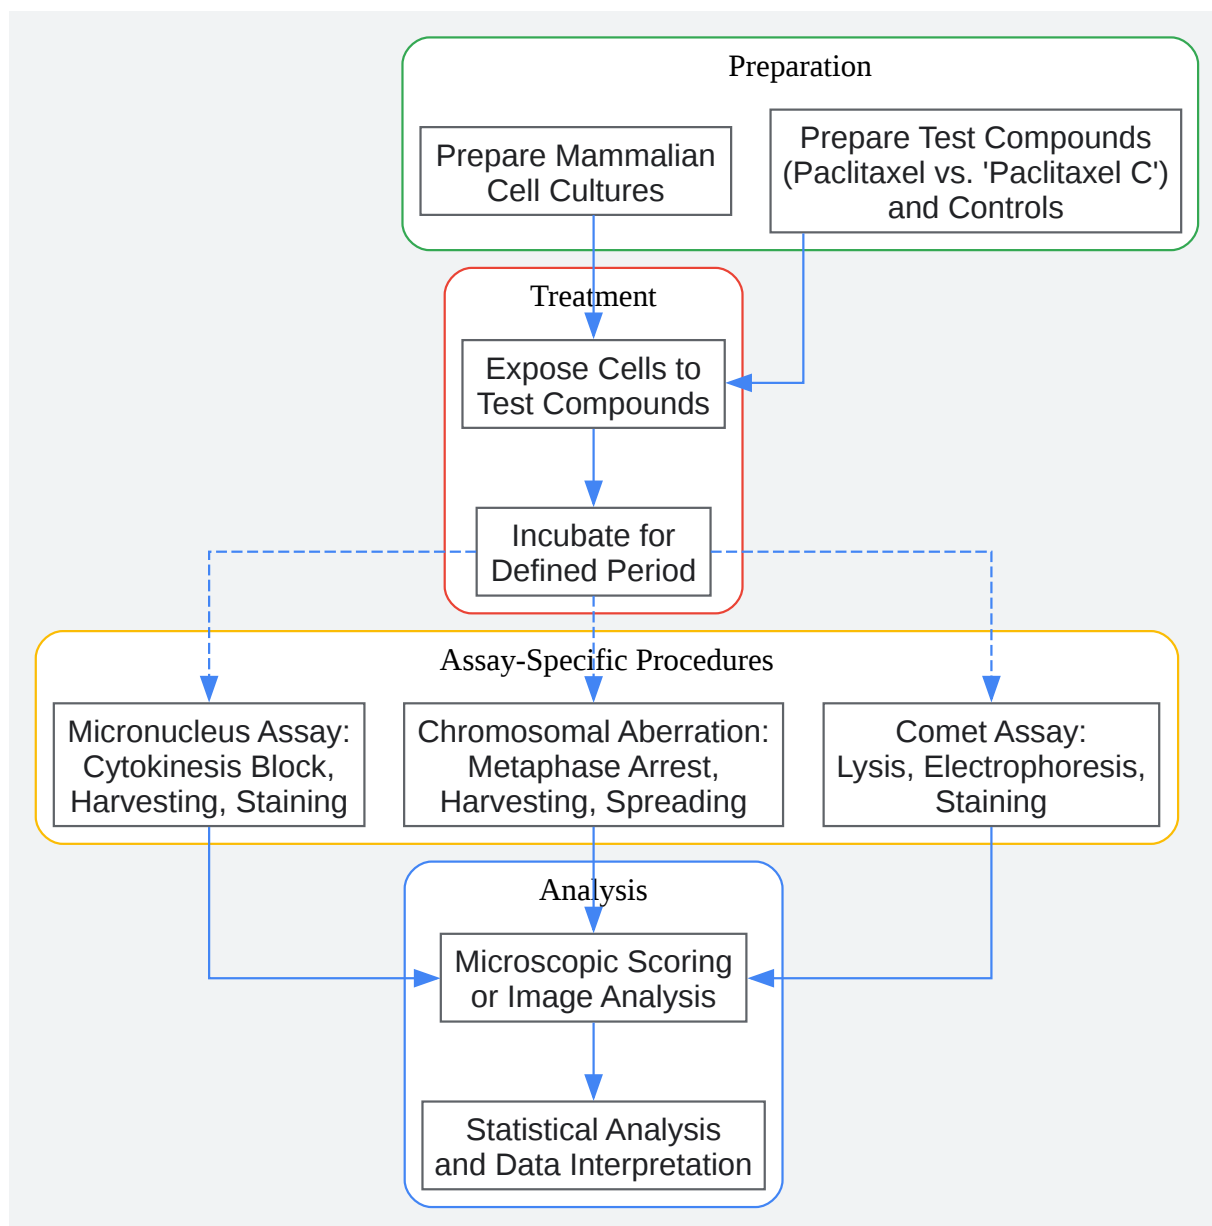 Preparation
Prepare Mammalian
Cell Cultures
Prepare Test Compounds
(Paclitaxel vs. 'Paclitaxel C')
and Controls
Treatment
Expose Cells to
Test Compounds
Incubate for
Defined Period
Assay-Specific Procedures
Micronucleus Assay:
Cytokinesis Block,
Harvesting, Staining
Chromosomal Aberration:
Metaphase Arrest,
Harvesting, Spreading
Comet Assay:
Lysis, Electrophoresis,
Staining
Analysis
Microscopic Scoring
or Image Analysis
Statistical Analysis
and Data Interpretation